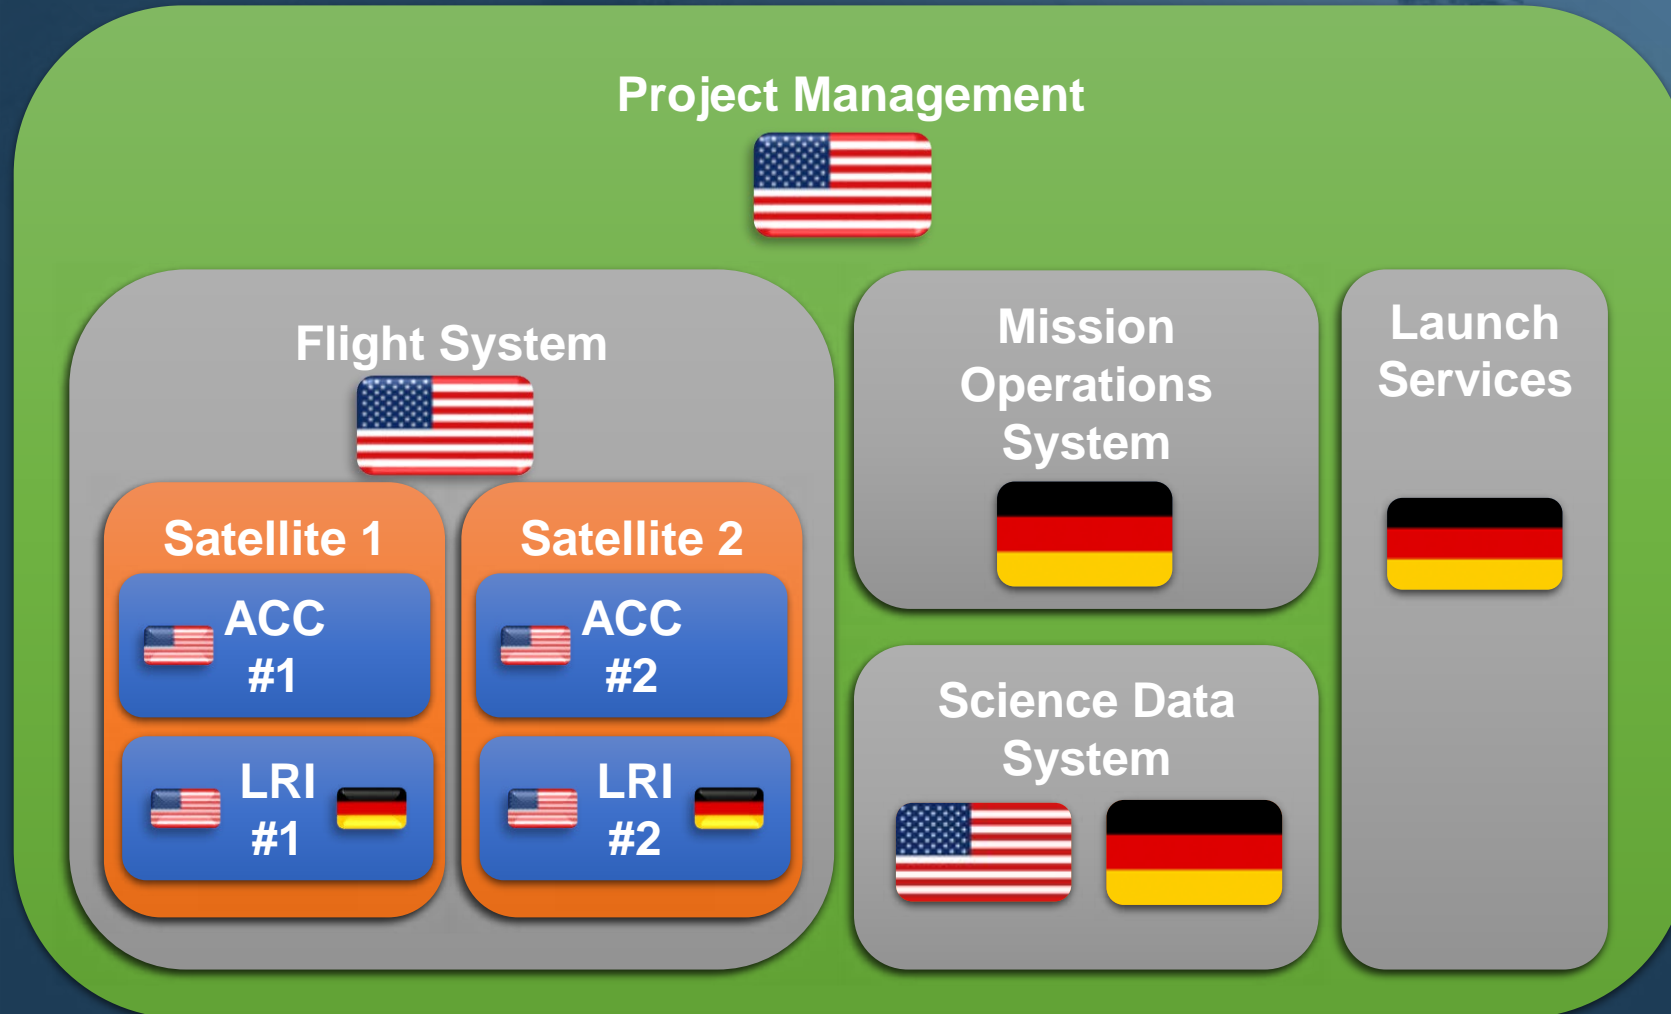 Project Management
Flight System
Satellite 1
ACC
#1
LRI
#1
Satellite 2
ACC
#2
LRI
#2
Mission
Operations
System
Science Data
System
Launch
Services